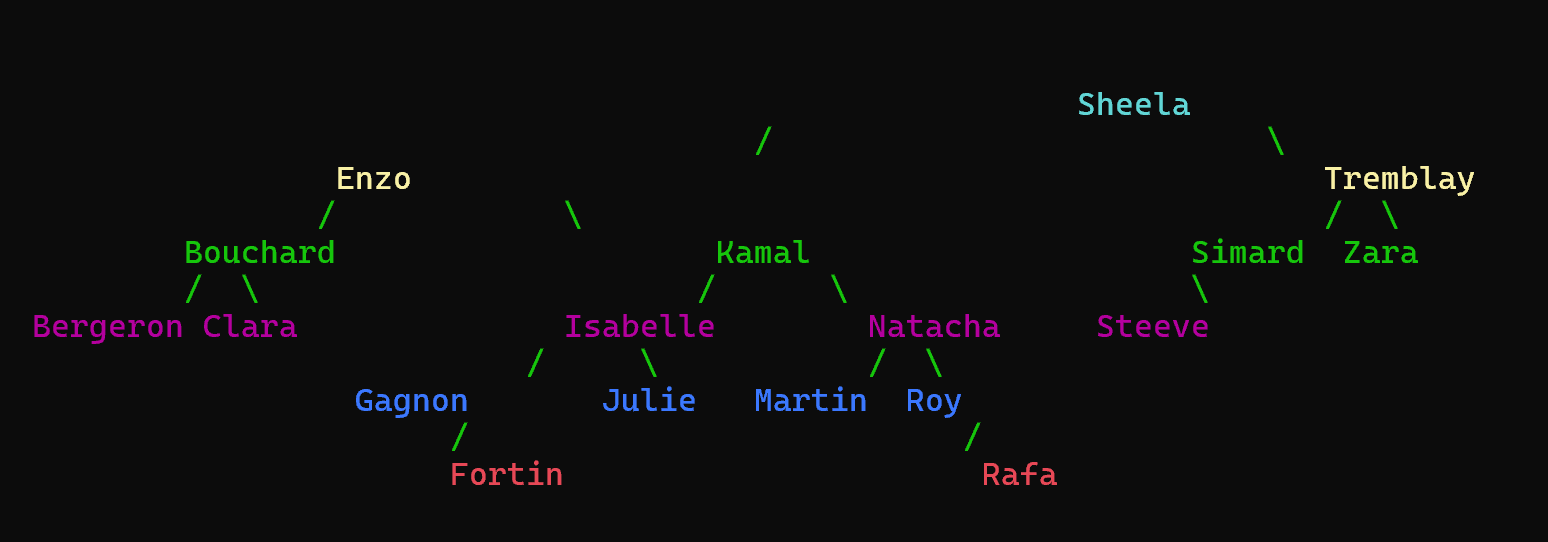 Sheela
/ \
Enzo Tremblay
/ \ / \
Bouchard Kamal Simard Zara
/ \ / \ \
Bergeron Clara Isabelle Natacha Steeve
/ \ / \
Gagnon Julie Martin Roy
/ /
Fortin Rafa